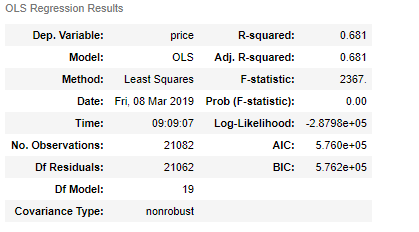 OLS Regression Results
Dep. Variable: price R-squared: 0.681
Model: OLS Adj. R-squared: 0.681
Method: Least Squares F-statistic: 2367.
Date: Fri, 08 Mar 2019 Prob (F-statistic): 0.00
Time: 09:09:07 Log-Likelihood: -2.8798e+05
No. Observations: 21082 AIC: 5.760e+05
Df Residuals: 21062 BIC: 5.762e+05
Df Model: 19
Covariance Type: nonrobust